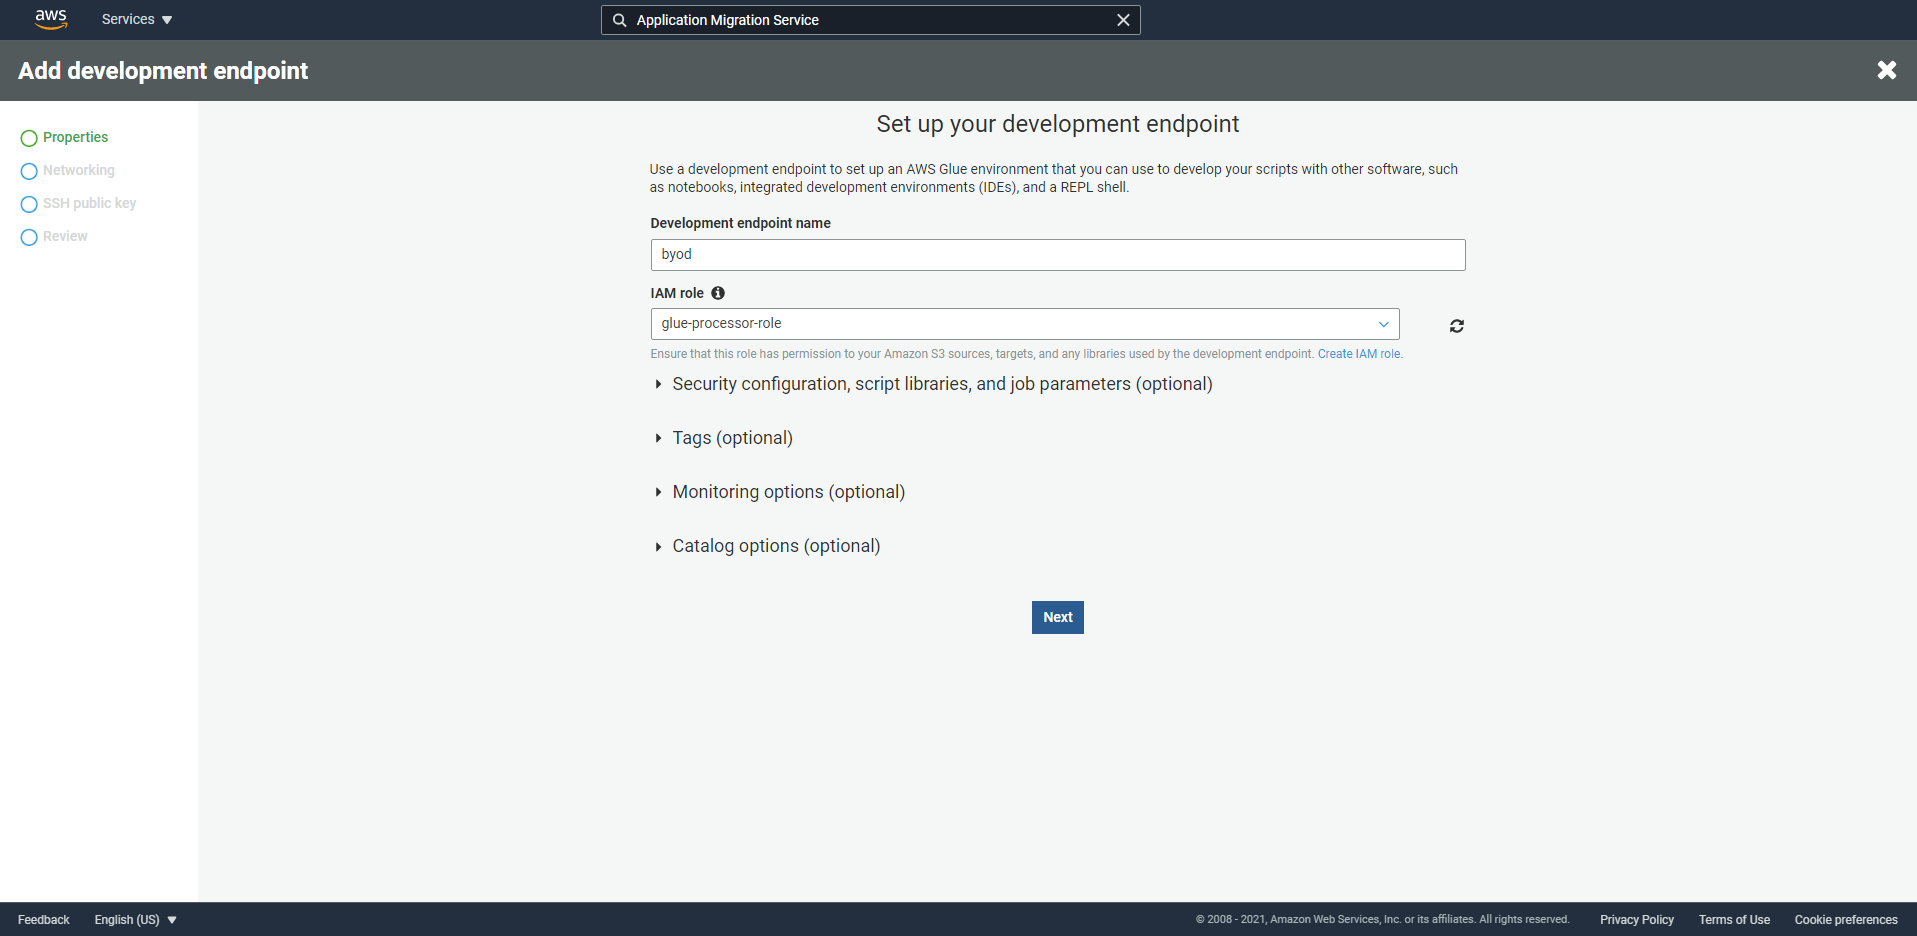 aws
Services
Application Migration Service
Add development endpoint
Properties
Networking
SSH public key
Review
Set up your development endpoint
Use a development endpoint to set up an AWS Glue environment that you can use to develop your scripts with other software, such
as notebooks, integrated development environments (IDEs), and a REPL shell.
Development endpoint name
byod
IAM role
glue-processor-role
Ensure that this role has permission to your Amazon S3 sources, targets, and any libraries used by the development endpoint. Create IAM role.
Security configuration, script libraries, and job parameters (optional)
Tags (optional)
Monitoring options (optional)
Catalog options (optional)
Next
Feedback English (US) © 2008 - 2021, Amazon Web Services, Inc. or its affiliates. All rights reserved. Privacy Policy Terms of Use Cookie preferences